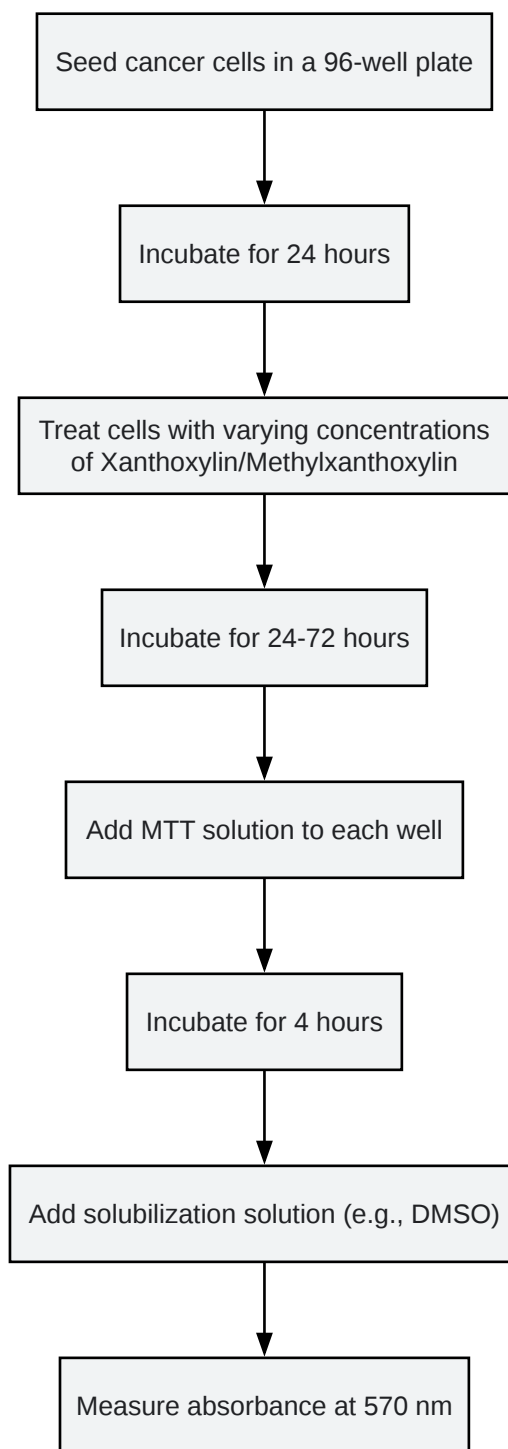 Seed cancer cells in a 96-well plate
Incubate for 24 hours
Treat cells with varying concentrations
of Xanthoxylin/Methylxanthoxylin
Incubate for 24-72 hours
Add MTT solution to each well
Incubate for 4 hours
Add solubilization solution (e.g., DMSO)
Measure absorbance at 570 nm